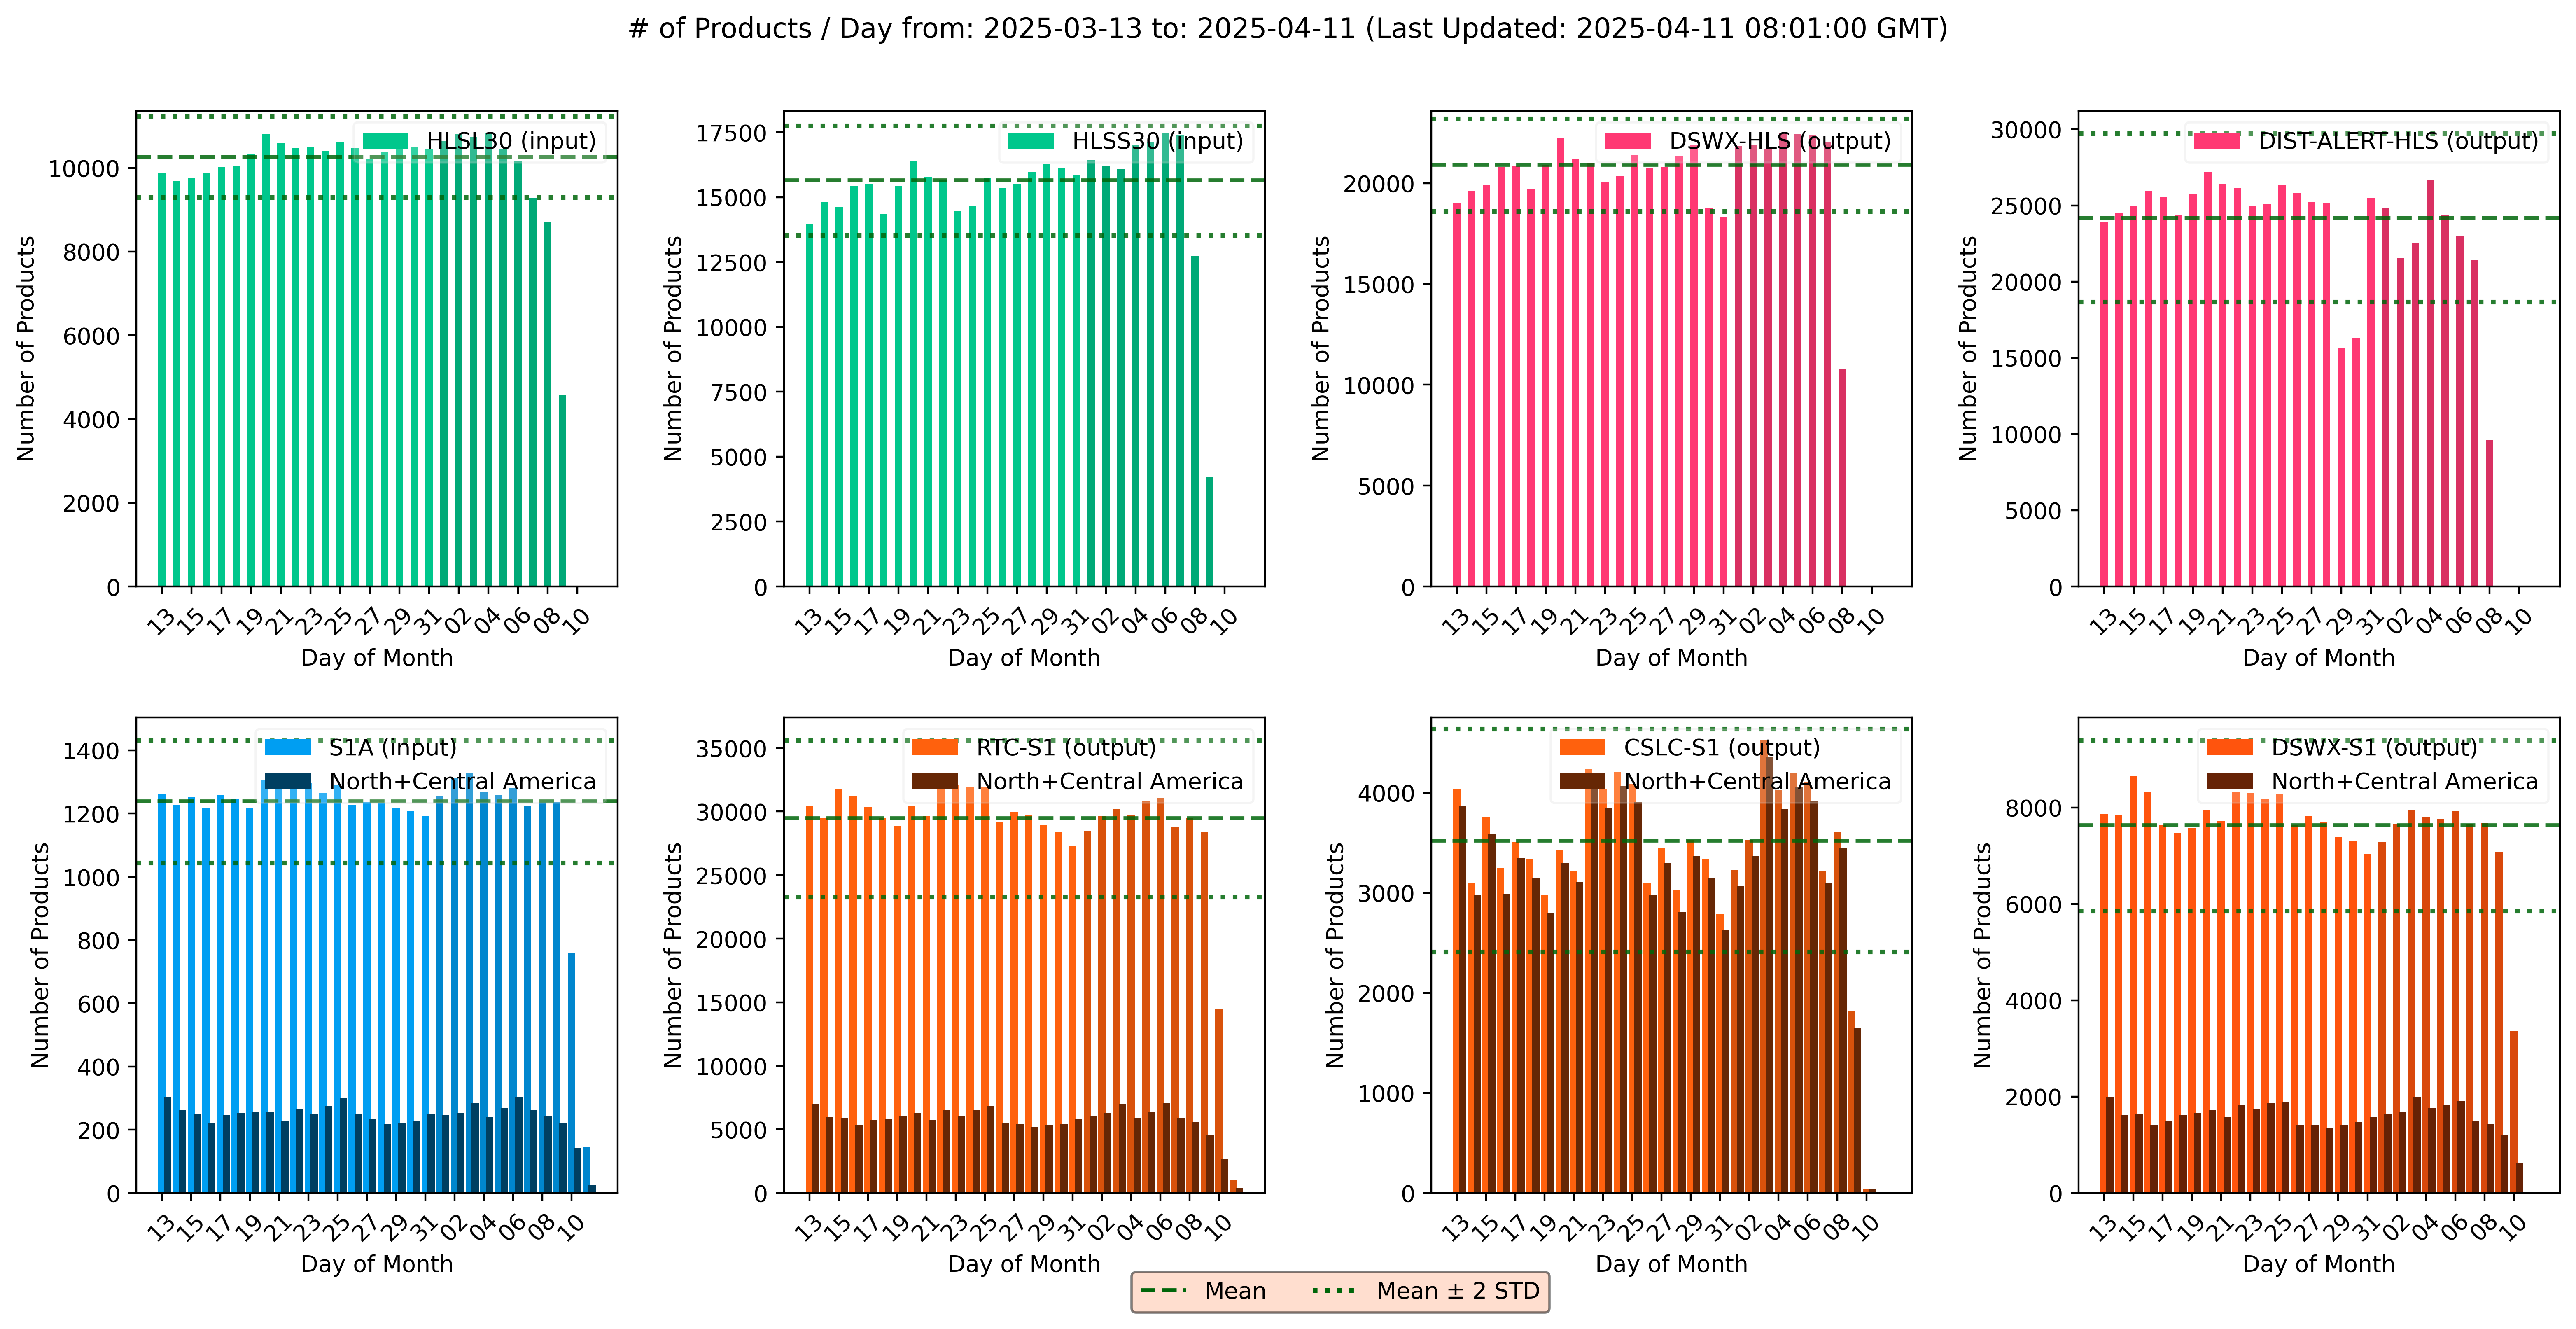 # of Products / Day from: 2025-03-13 to: 2025-04-11 (Last Updated: 2025-04-11 08:01:00 GMT)
HLSL30 (input)
Number of Products
10000
8000
6000
4000
2000
0
13 15 17 19 21 23 25 27 29 31 02 04 06 08 10
Day of Month
HLSS30 (input)
Number of Products
17500
15000
12500
10000
7500
5000
2500
0
13 15 17 19 21 23 25 27 29 31 02 04 06 08 10
Day of Month
DSWX-HLS (output)
Number of Products
20000
15000
10000
5000
0
13 15 17 19 21 23 25 27 29 31 02 04 06 08 10
Day of Month
DIST-ALERT-HLS (output)
Number of Products
30000
25000
20000
15000
10000
5000
0
13 15 17 19 21 23 25 27 29 31 02 04 06 08 10
Day of Month
S1A (input)
North+Central America
Number of Products
1400
1200
1000
800
600
400
200
0
13 15 17 19 21 23 25 27 29 31 02 04 06 08 10
Day of Month
RTC-S1 (output)
North+Central America
Number of Products
35000
30000
25000
20000
15000
10000
5000
0
13 15 17 19 21 23 25 27 29 31 02 04 06 08 10
Day of Month
CSLC-S1 (output)
North+Central America
Number of Products
4000
3000
2000
1000
0
13 15 17 19 21 23 25 27 29 31 02 04 06 08 10
Day of Month
DSWX-S1 (output)
North+Central America
Number of Products
8000
6000
4000
2000
0
13 15 17 19 21 23 25 27 29 31 02 04 06 08 10
Day of Month
Mean
Mean ± 2 STD